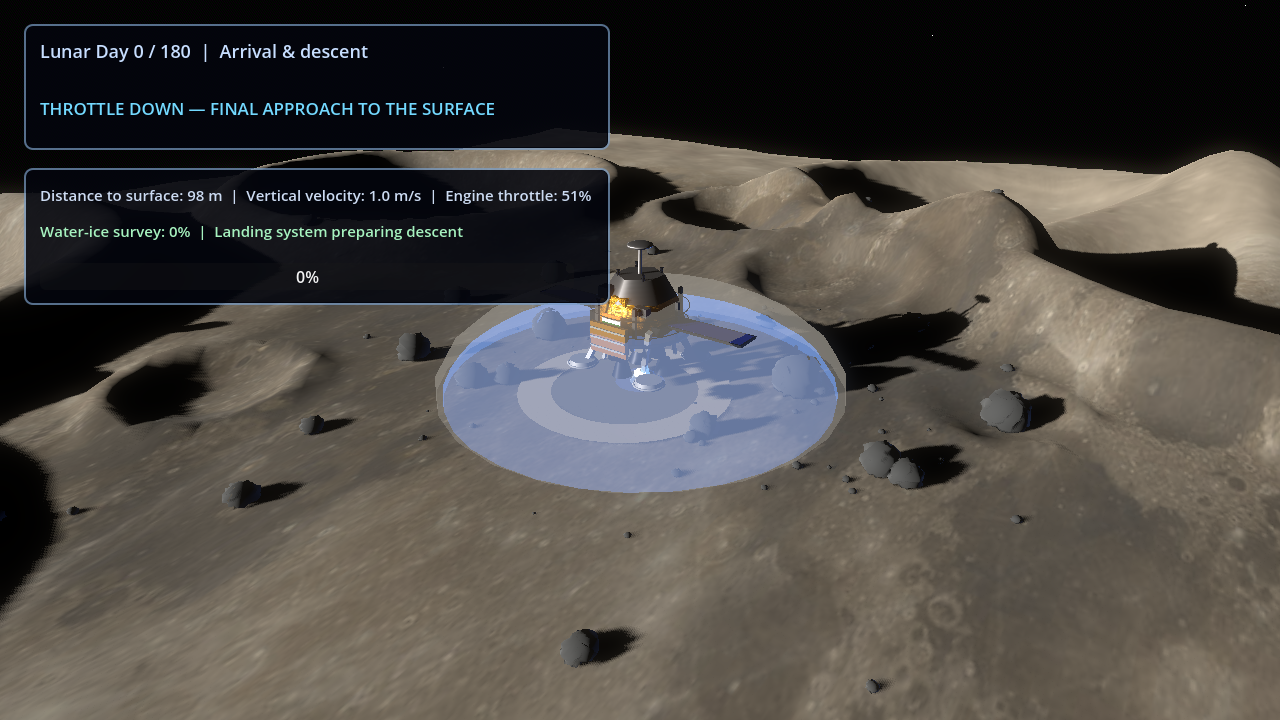 Lunar Day 0 / 180 | Arrival & descent
THROTTLE DOWN — FINAL APPROACH TO THE SURFACE
Distance to surface: 98 m | Vertical velocity: 1.0 m/s | Engine throttle: 51%
Water-ice survey: 0% | Landing system preparing descent
0%